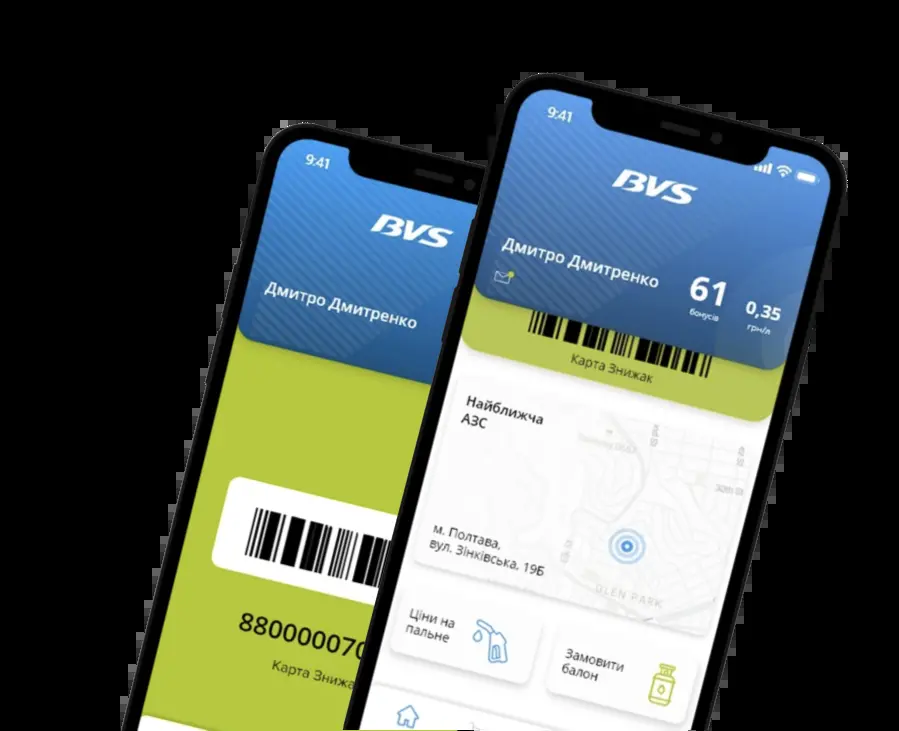 9:41
BVS
Дмитро Дмитренко
88000007
Карта Знижа
9:41
BVS
Дмитро Дмитренко
61
бонусів
0,35
грн/л
Карта Знижак
Найближча
АЗС
м. Полтава,
вул. Зінківська, 19Б
GLEN PARK
Ціни на
пальне
Замовити
балон